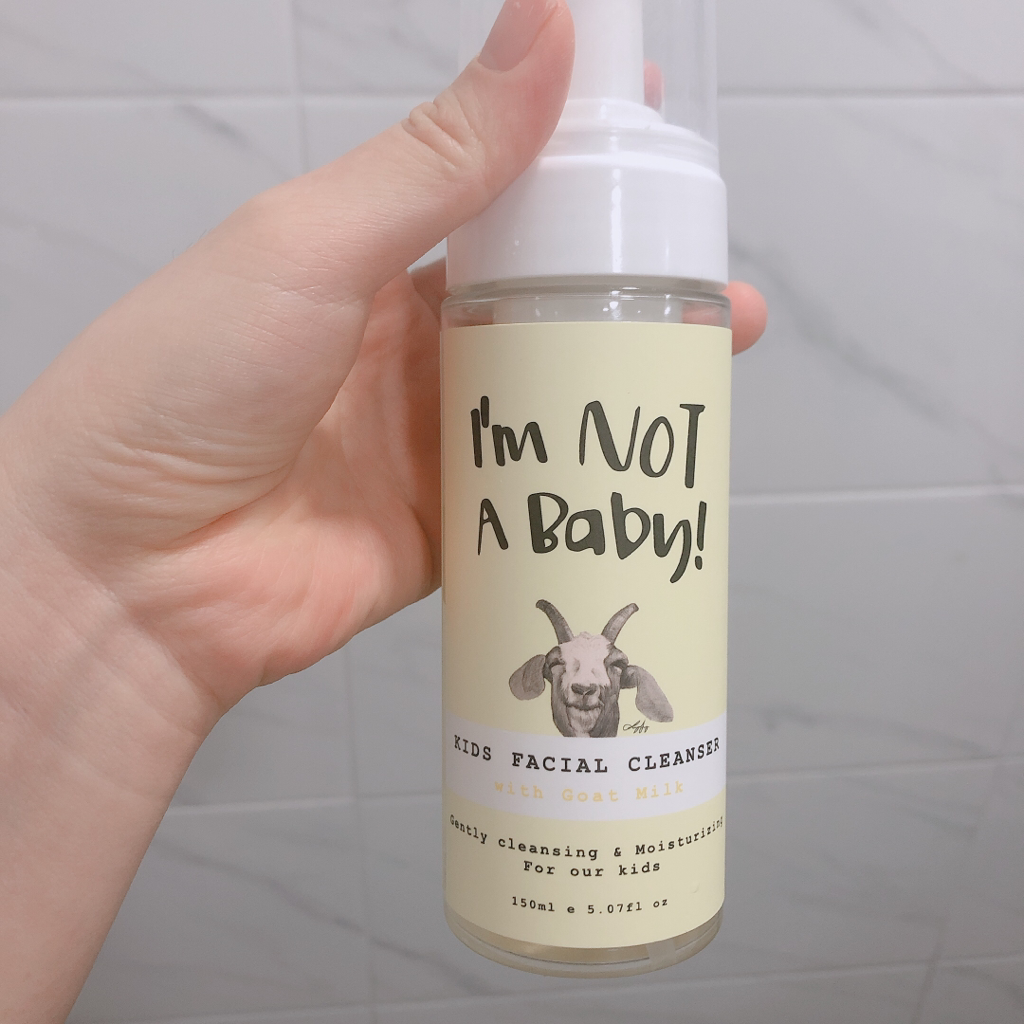 I'm NOT
A Baby!
KIDS FACIAL CLEANSER
with Goat Milk
Gently cleansing & Moisturizing
For our kids
150ml e 5.07fl oz